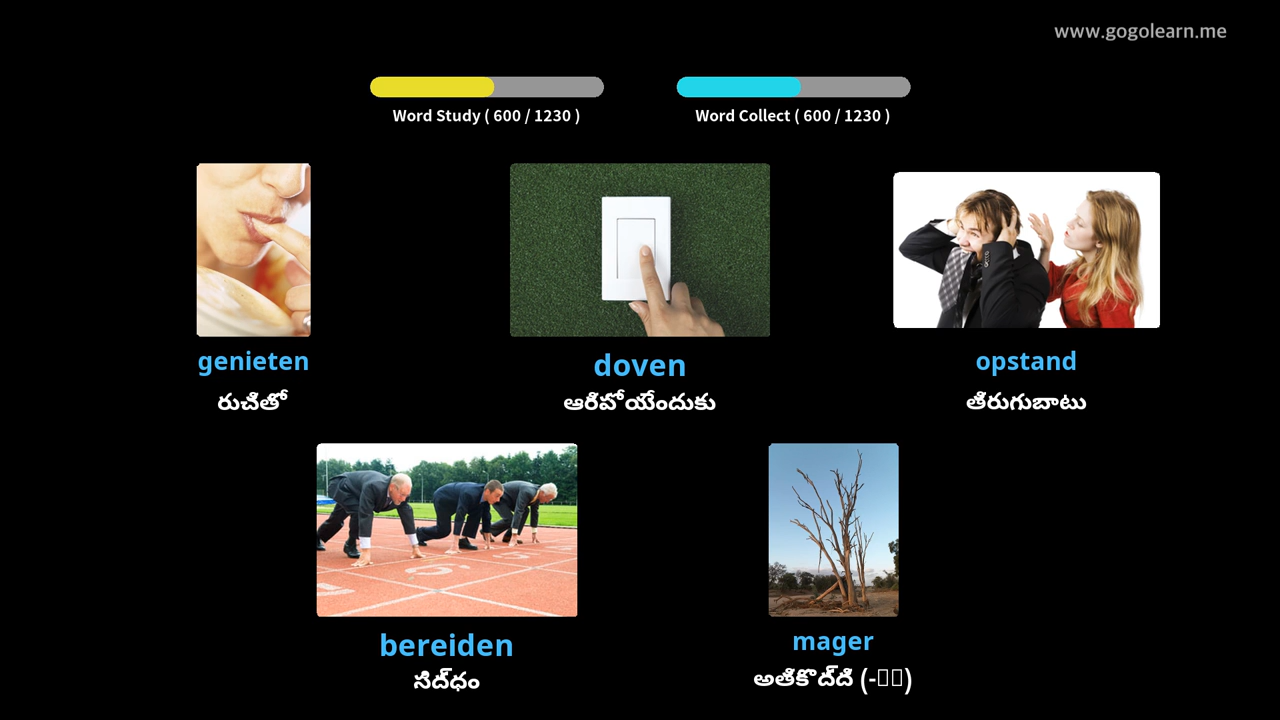 www.gogolearn.me
Word Study ( 600 / 1230 )
Word Collect ( 600 / 1230 )
genieten
doven
opstand
రుచితో
ఆరిపోయేందుకు
తిరుగుబాటు
bereiden
mager
సిద్ధం
అతికొద్ది (-)